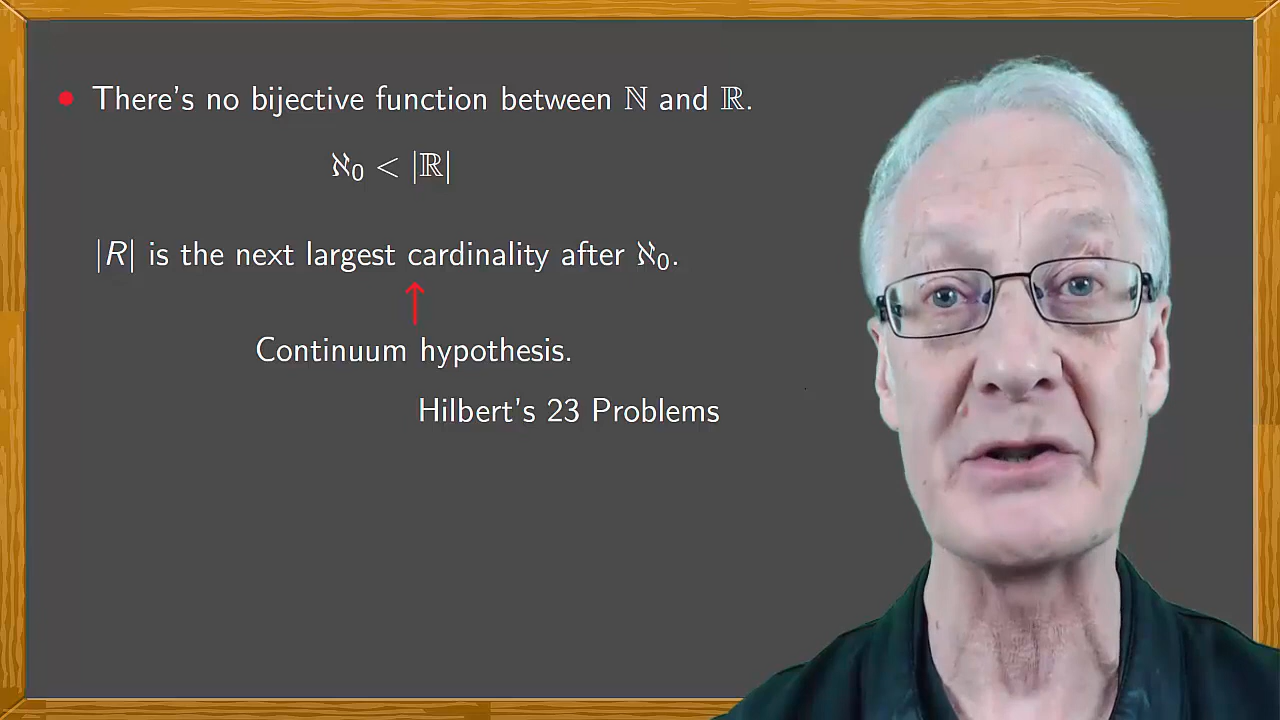 There's no bijective function between ℕ and ℝ.
ℵ₀ < |ℝ|
|R| is the next largest cardinality after ℵ₀.
↑
Continuum hypothesis.
Hilbert's 23 Problems